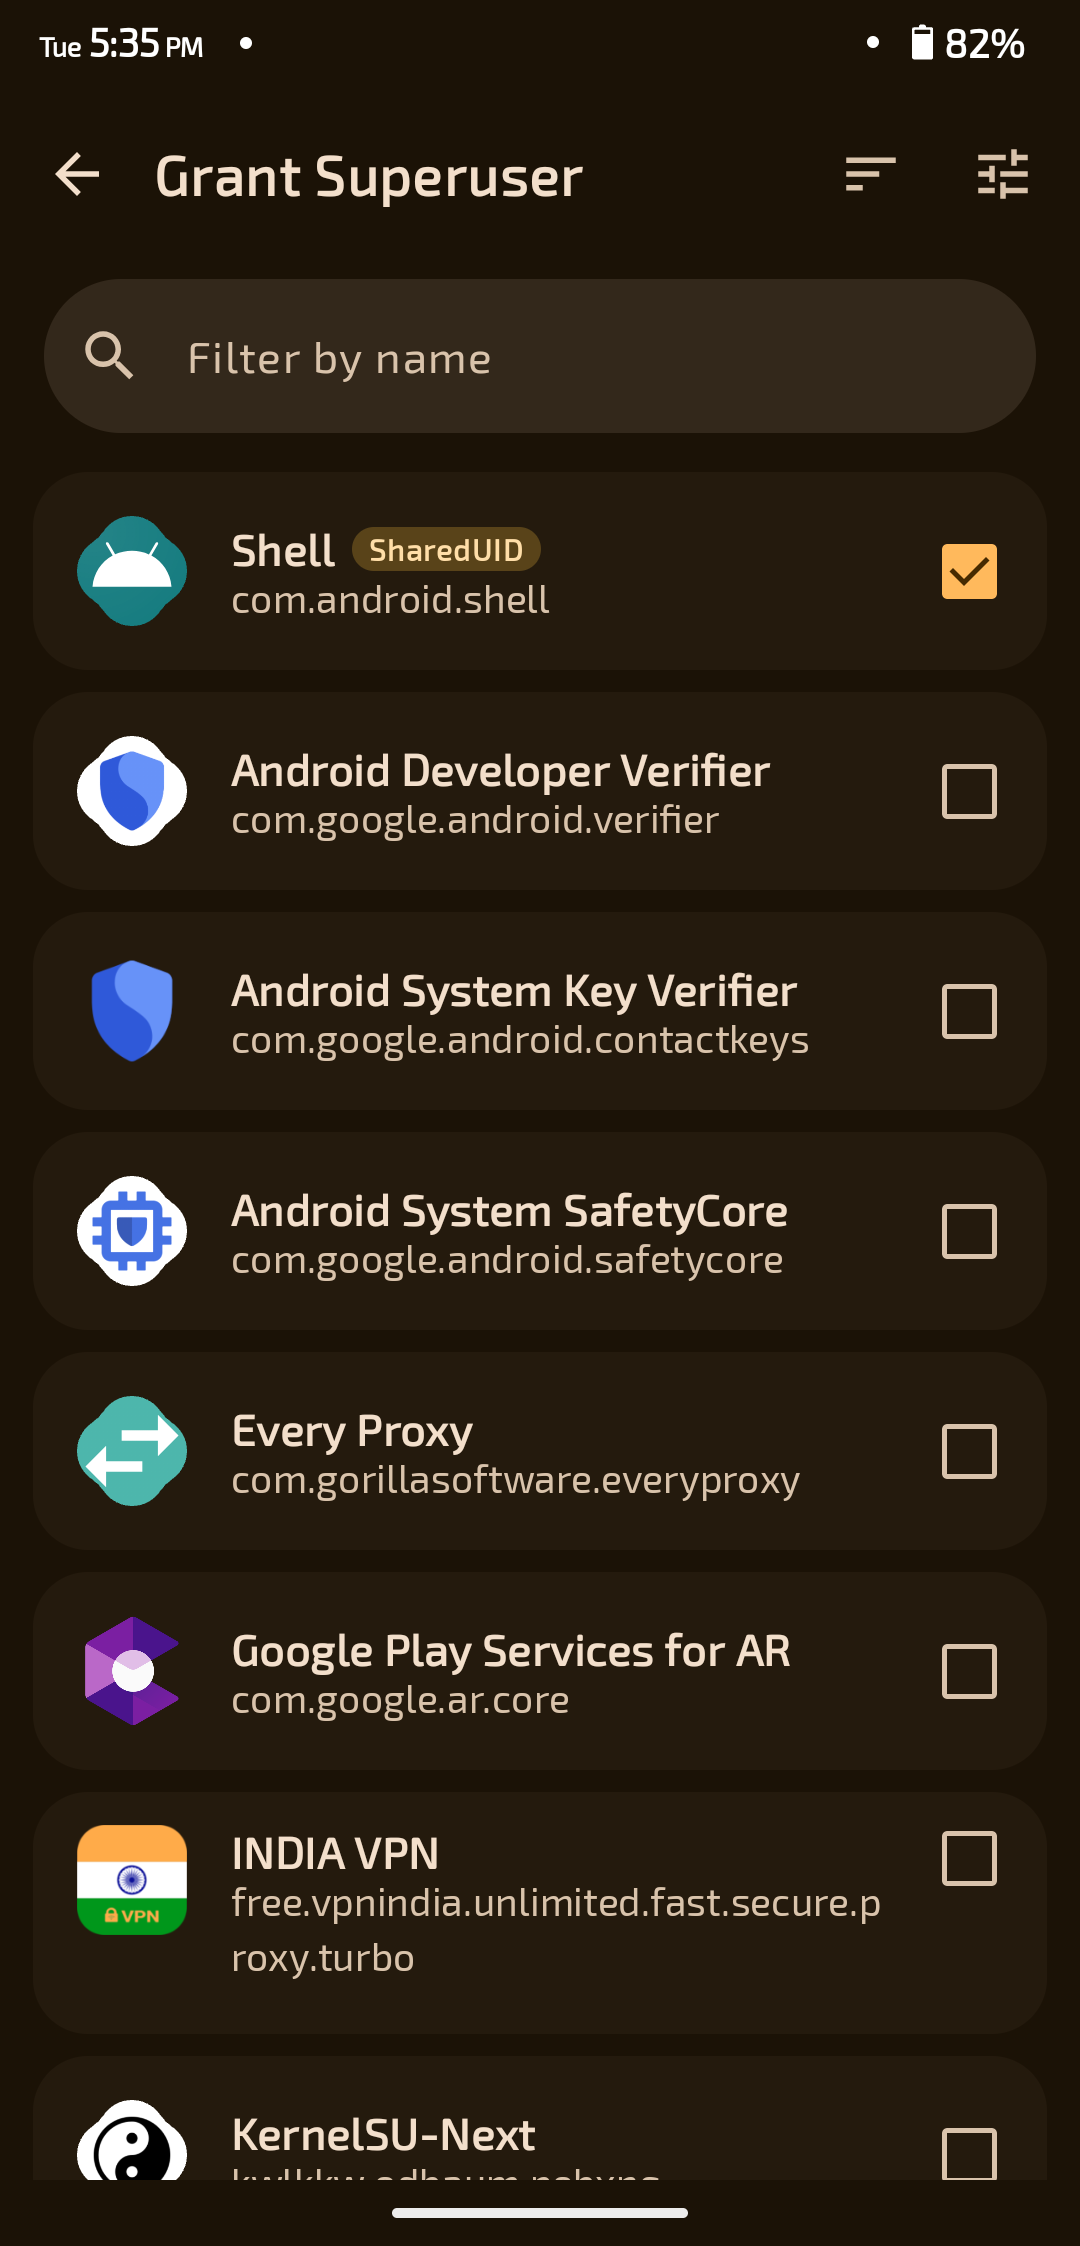 Tue 5:35 PM
82%
Grant Superuser
Filter by name
Shell SharedUID
com.android.shell
Android Developer Verifier
com.google.android.verifier
Android System Key Verifier
com.google.android.contactkeys
Android System SafetyCore
com.google.android.safetycore
Every Proxy
com.gorillasoftware.everyproxy
Google Play Services for AR
com.google.ar.core
INDIA VPN
VPN
free.vpnindia.unlimited.fast.secure.p
roxy.turbo
KernelSU-Next